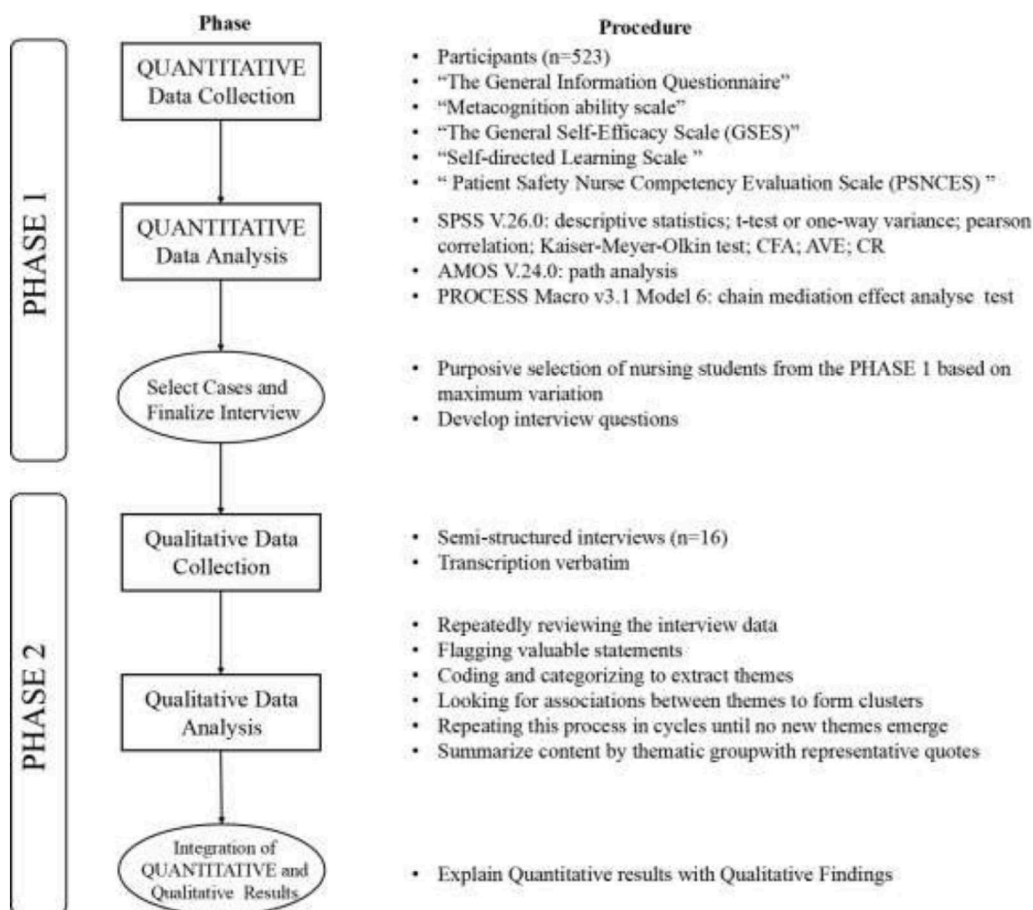 Phase
Procedure
PHASE 1
QUANTITATIVE
Data Collection
• Participants (n=523)
• “The General Information Questionnaire”
• “Metacognition ability scale”
• “The General Self-Efficacy Scale (GSES)”
• “Self-directed Learning Scale ”
• “ Patient Safety Nurse Competency Evaluation Scale (PSNCES) ”
QUANTITATIVE
Data Analysis
• SPSS V.26.0: descriptive statistics; t-test or one-way variance; pearson
correlation; Kaiser-Meyer-Olkin test; CFA; AVE; CR
• AMOS V.24.0: path analysis
• PROCESS Macro v3.1 Model 6: chain mediation effect analyse test
Select Cases and
Finalize Interview
• Purposive selection of nursing students from the PHASE 1 based on
maximum variation
• Develop interview questions
PHASE 2
Qualitative Data
Collection
• Semi-structured interviews (n=16)
• Transcription verbatim
Qualitative Data
Analysis
• Repeatedly reviewing the interview data
• Flagging valuable statements
• Coding and categorizing to extract themes
• Looking for associations between themes to form clusters
• Repeating this process in cycles until no new themes emerge
• Summarize content by thematic groupwith representative quotes
Integration of
QUANTITATIVE and
Qualitative Results
• Explain Quantitative results with Qualitative Findings